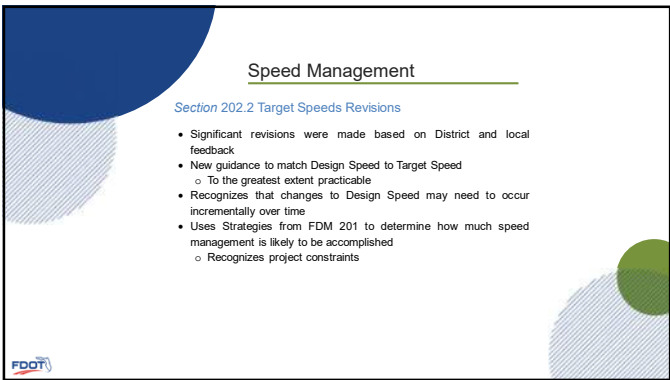 Speed Management
Section 202.2 Target Speeds Revisions
• Significant revisions were made based on District and local
feedback
• New guidance to match Design Speed to Target Speed
o To the greatest extent practicable
• Recognizes that changes to Design Speed may need to occur
incrementally over time
• Uses Strategies from FDM 201 to determine how much speed
management is likely to be accomplished
o Recognizes project constraints
FDOT